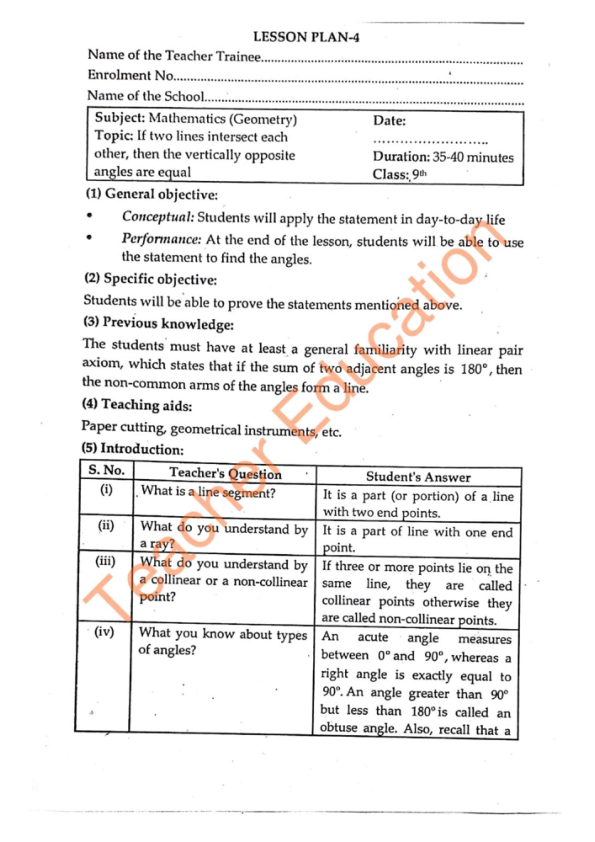 LESSON PLAN-4
Name of the Teacher Trainee..............................................................................
Enrolment No.........................................................................................................
Name of the School...............................................................................................
Subject: Mathematics (Geometry)
Topic: If two lines intersect each
other, then the vertically opposite
angles are equal
Date:
............................
Duration: 35-40 minutes
Class: 9th
(1) General objective:
• Conceptual: Students will apply the statement in day-to-day life
• Performance: At the end of the lesson, students will be able to use
the statement to find the angles.
(2) Specific objective:
Students will be able to prove the statements mentioned above.
(3) Previous knowledge:
The students must have at least a general familiarity with linear pair
axiom, which states that if the sum of two adjacent angles is 180°, then
the non-common arms of the angles form a line.
(4) Teaching aids:
Paper cutting, geometrical instruments, etc.
(5) Introduction:
S. No.
Teacher's Question
Student's Answer
(i)
What is a line segment?
It is a part (or portion) of a line
with two end points.
(ii)
What do you understand by
a ray?
It is a part of line with one end
point.
(iii)
What do you understand by
a collinear or a non-collinear
point?
If three or more points lie on the
same line, they are called
collinear points otherwise they
are called non-collinear points.
(iv)
What you know about types
of angles?
An acute angle measures
between 0° and 90°, whereas a
right angle is exactly equal to
90°. An angle greater than 90°
but less than 180° is called an
obtuse angle. Also, recall that a
Teacher Education